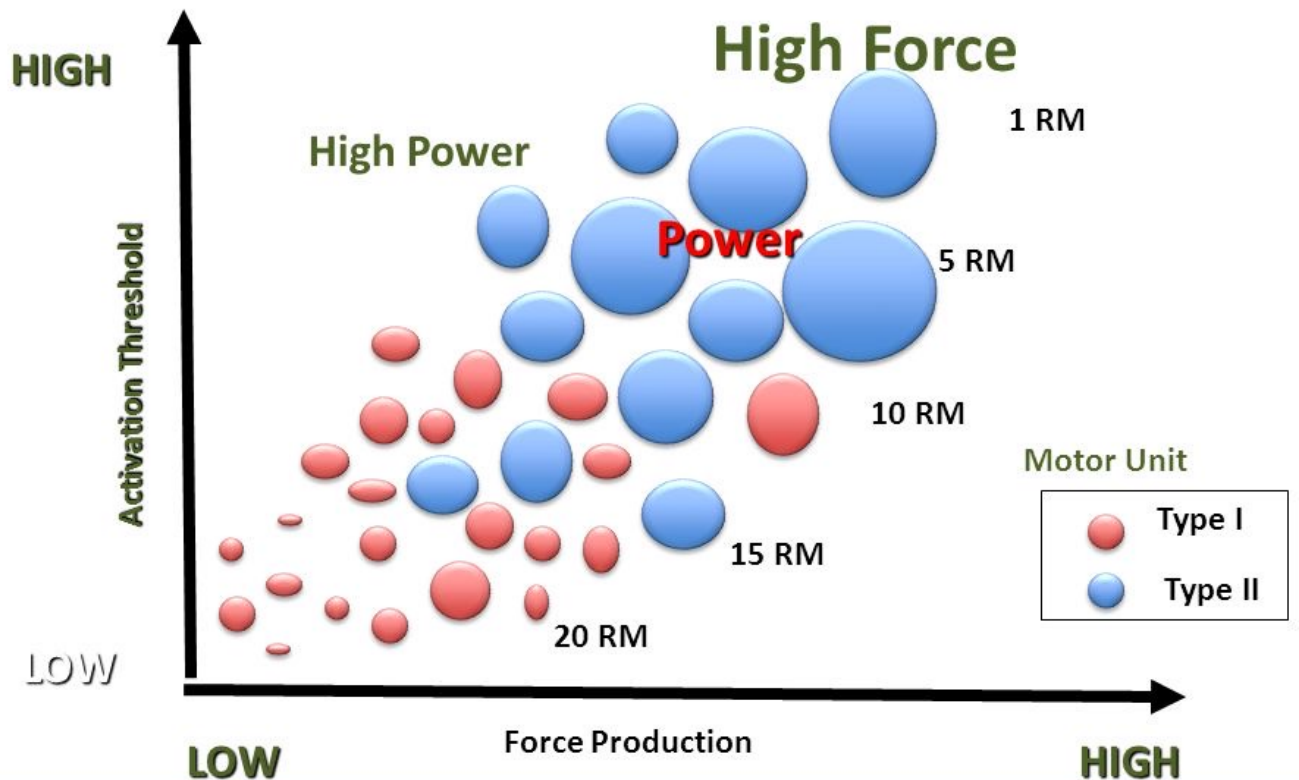 High Force
HIGH
1 RM
High Power
Power
5 RM
Activation Threshold
10 RM
Motor Unit
Type I
15 RM
Type II
20 RM
LOW
Force Production
LOW
HIGH